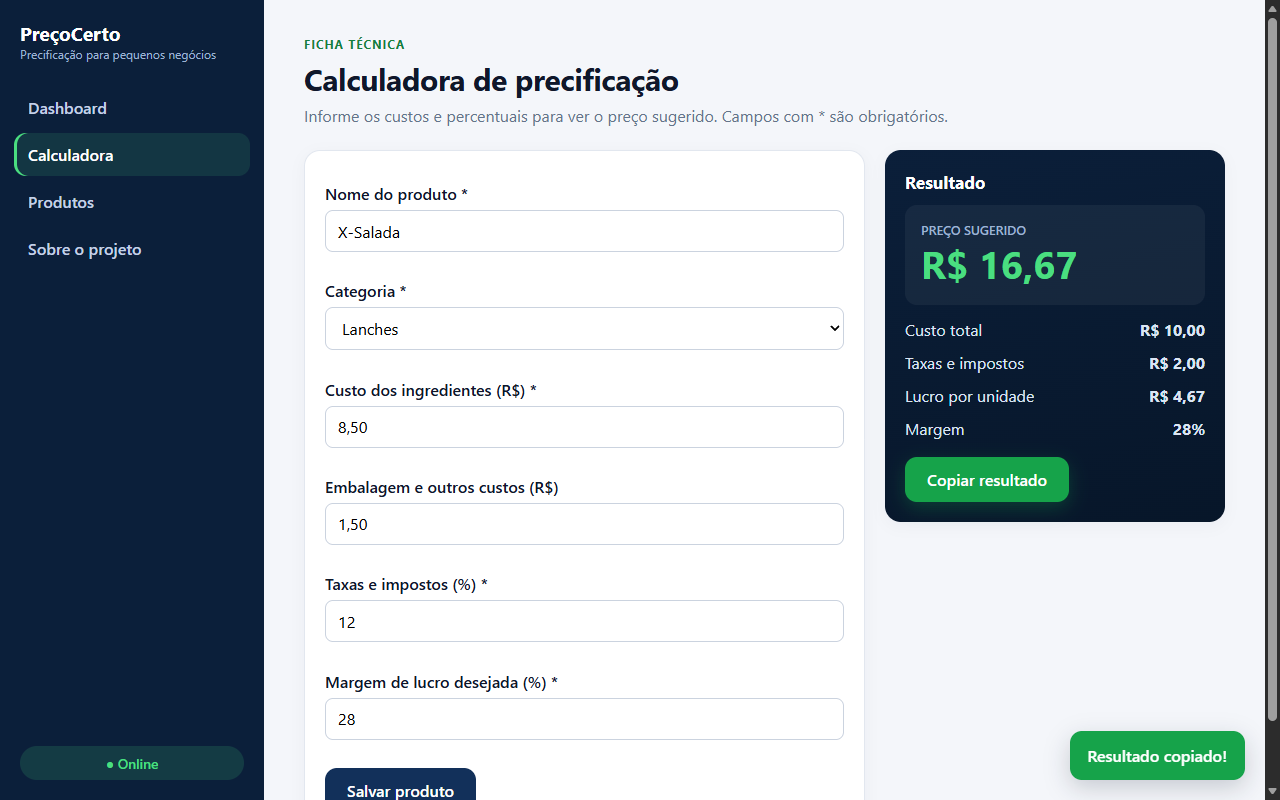 PreçoCerto
Precificação para pequenos negócios
Dashboard
Calculadora
Produtos
Sobre o projeto
Online
FICHA TÉCNICA
Calculadora de precificação
Informe os custos e percentuais para ver o preço sugerido. Campos com * são obrigatórios.
Nome do produto *
X-Salada
Categoria *
Lanches
Custo dos ingredientes (R$) *
8,50
Embalagem e outros custos (R$)
1,50
Taxas e impostos (%) *
12
Margem de lucro desejada (%) *
28
Salvar produto
Resultado
PREÇO SUGERIDO
R$ 16,67
Custo total R$ 10,00
Taxas e impostos R$ 2,00
Lucro por unidade R$ 4,67
Margem 28%
Copiar resultado
Resultado copiado!